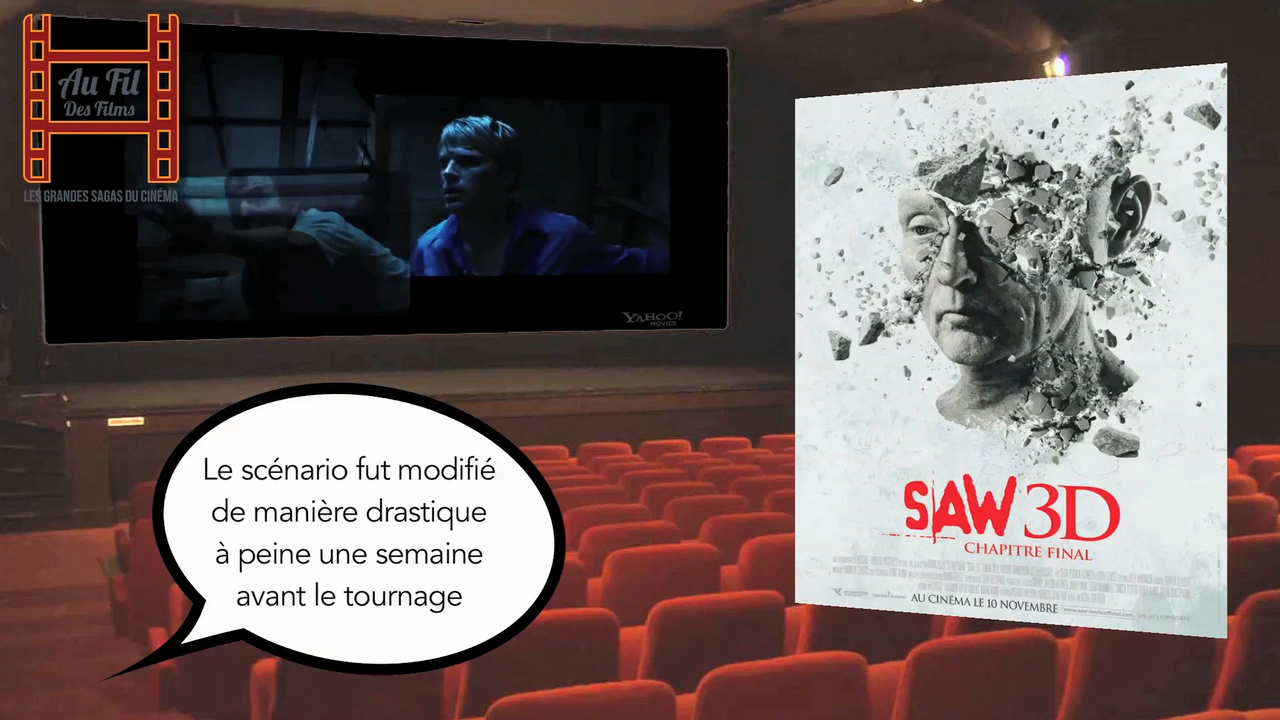 Au Fil
Des Films
LES GRANDES SAGAS DU CINÉMA
YAHOO!
MOVIES
Le scénario fut modifié
de manière drastique
à peine une semaine
avant le tournage
SAW 3D
CHAPITRE FINAL
AU CINÉMA LE 10 NOVEMBRE